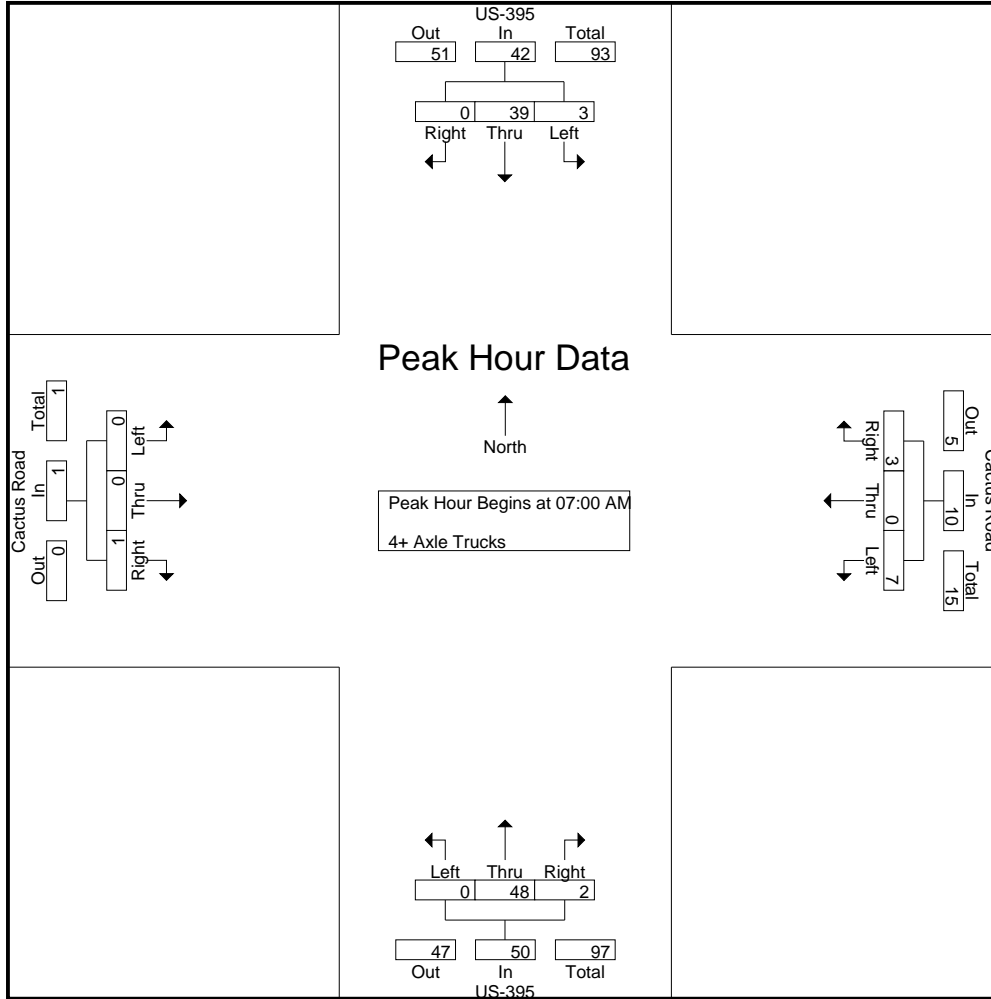 US-395
Out In Total
51 42 93
0 39 3
Right Thru Left
Peak Hour Data
North
Peak Hour Begins at 07:00 AM
4+ Axle Trucks
Cactus Road
Out In Total
0 1 1
Left Thru Right
0 0 1
Cactus Road
Out In Total
5 10 15
Right Thru Left
3 0 7
Left Thru Right
0 48 2
47 50 97
Out In Total
US-395